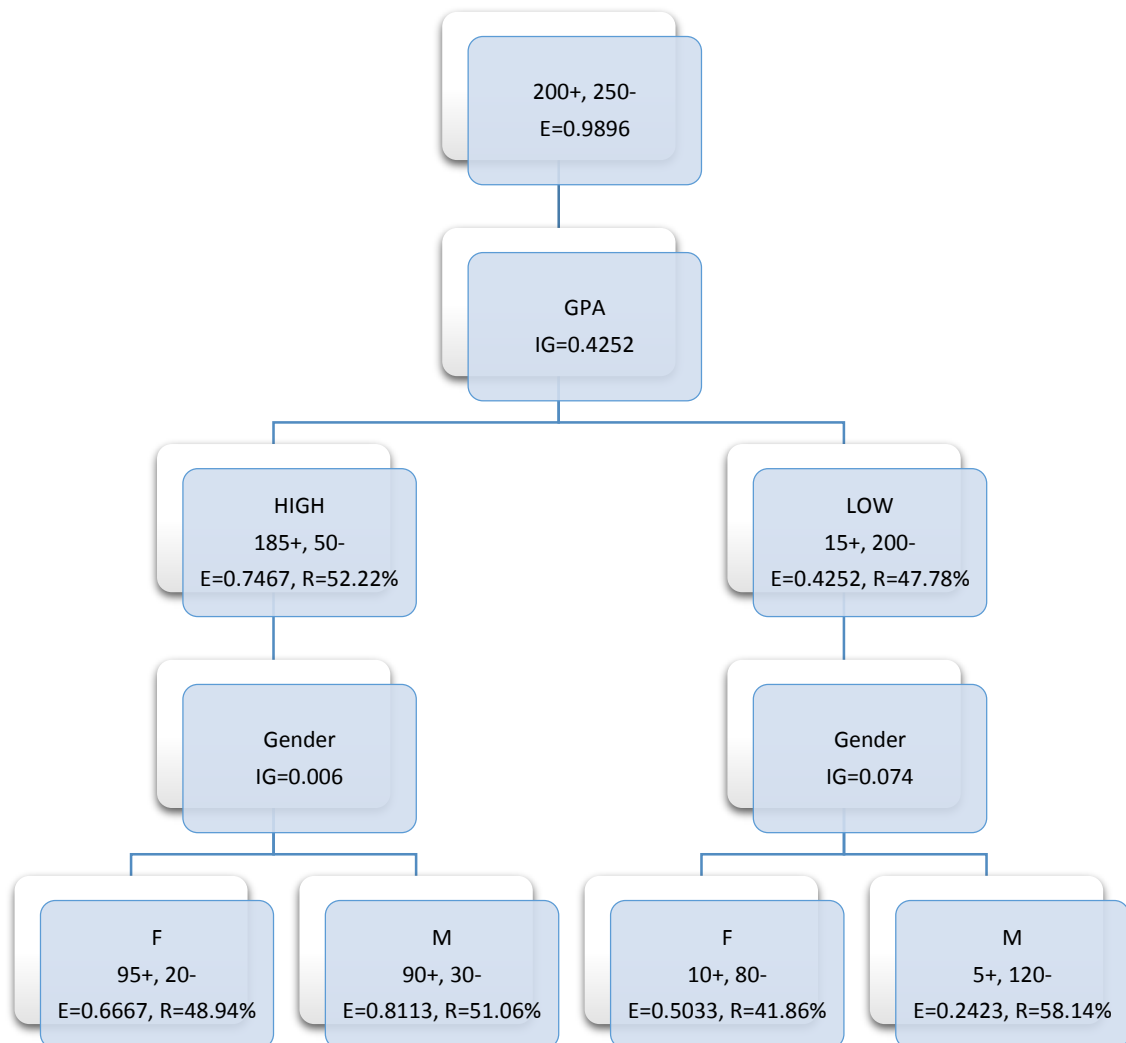 200+, 250-
E=0.9896
GPA
IG=0.4252
HIGH
185+, 50-
E=0.7467, R=52.22%
LOW
15+, 200-
E=0.4252, R=47.78%
Gender
IG=0.006
Gender
IG=0.074
F
95+, 20-
E=0.6667, R=48.94%
M
90+, 30-
E=0.8113, R=51.06%
F
10+, 80-
E=0.5033, R=41.86%
M
5+, 120-
E=0.2423, R=58.14%